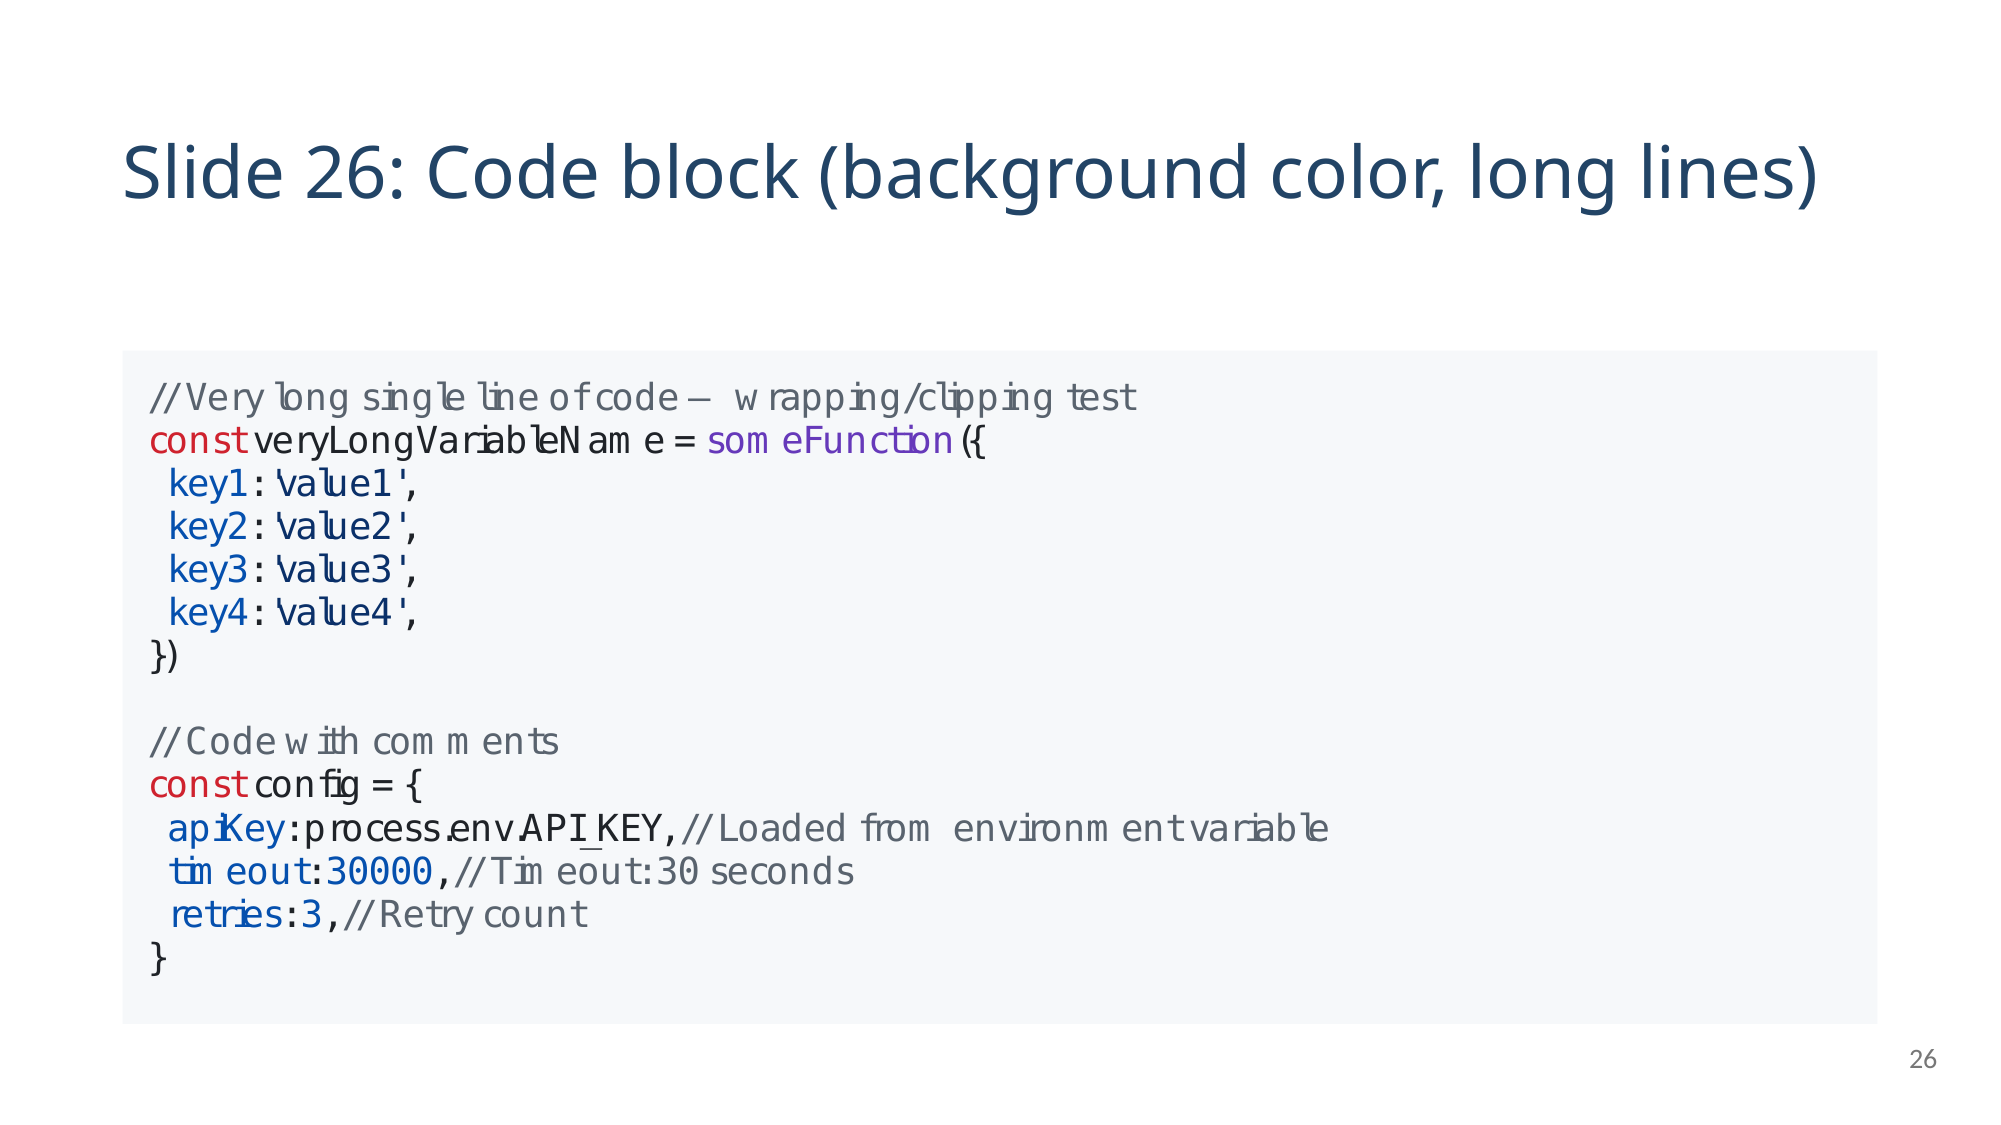 Slide 26: Code block (background color, long lines)
// Very long single line of code — wrapping/clipping test
const veryLongVariableName = someFunction({
  key1: 'value1',
  key2: 'value2',
  key3: 'value3',
  key4: 'value4',
})
// Code with comments
const config = {
  apiKey: process.env.API_KEY, // Loaded from environment variable
  timeout: 30000, // Timeout: 30 seconds
  retries: 3, // Retry count
}
26